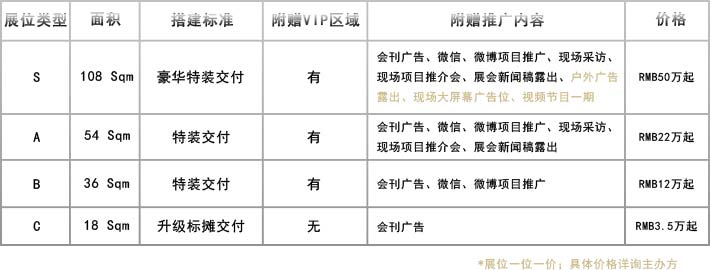 展位类型 面积 搭建标准 附赠VIP区域 附赠推广内容 价格
S 108 Sqm 豪华特装交付 有 会刊广告、微信、微博项目推广、现场采访、
现场项目推介会、展会新闻稿露出、户外广告
露出、现场大屏幕广告位、视频节目一期 RMB50万起
A 54 Sqm 特装交付 有 会刊广告、微信、微博项目推广、现场采访、
现场项目推介会、展会新闻稿露出 RMB22万起
B 36 Sqm 特装交付 有 会刊广告、微信、微博项目推广 RMB12万起
C 18 Sqm 升级标摊交付 无 会刊广告 RMB3.5万起
*展位一位一价；具体价格详询主办方